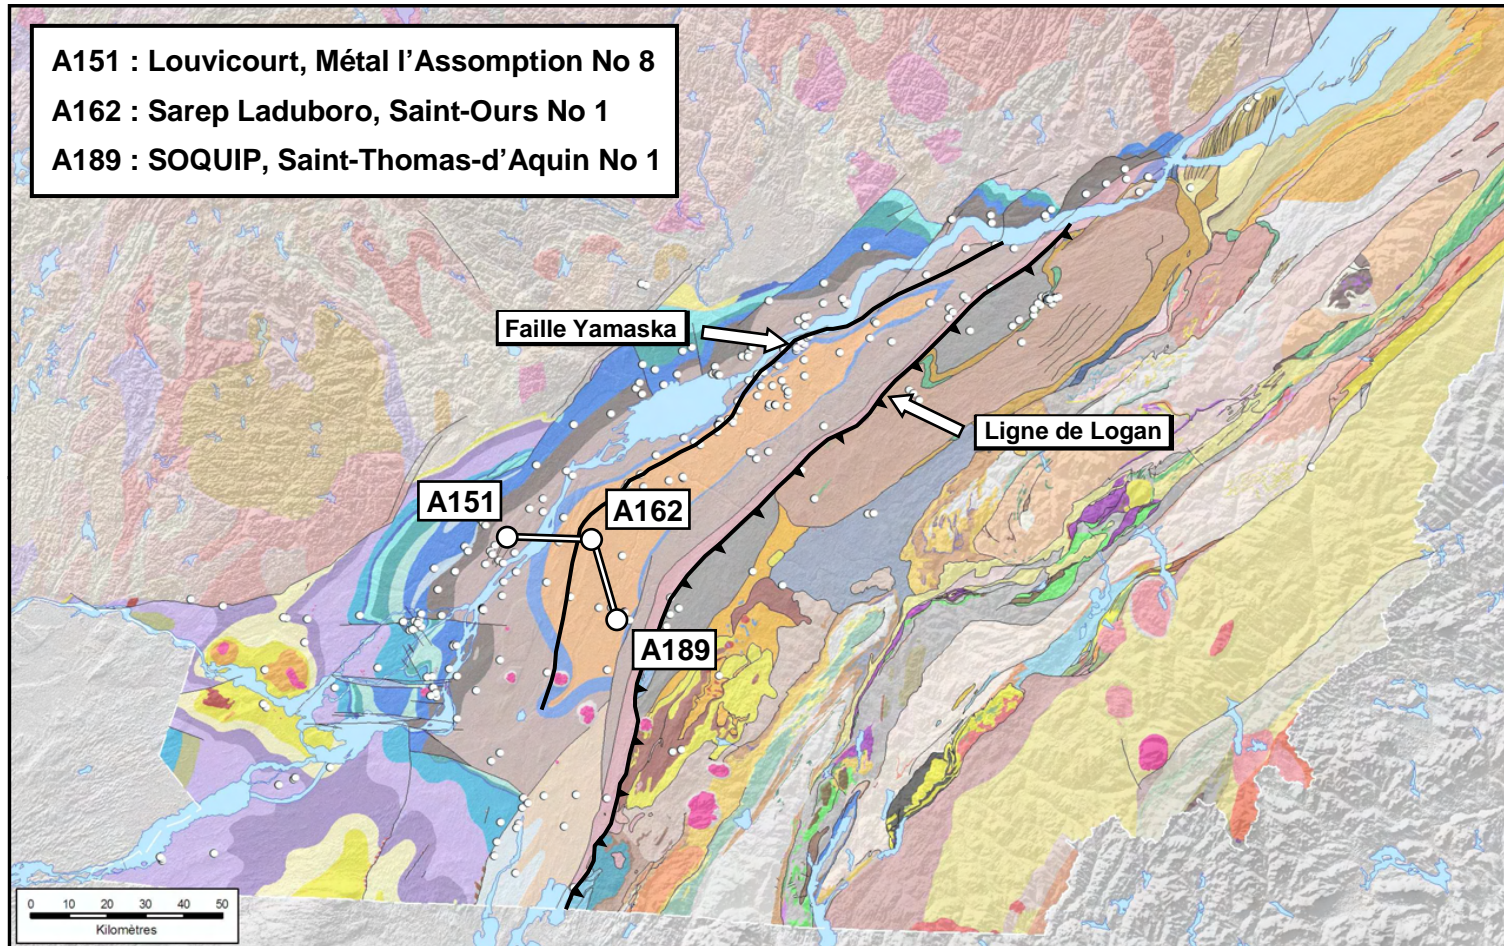 A151 : Louvicourt, Métal l'Assomption No 8
A162 : Sarep Laduboro, Saint-Ours No 1
A189 : SOQUIP, Saint-Thomas-d'Aquin No 1
Faille Yamaska
Ligne de Logan
A151
A162
A189
0 10 20 30 40 50
Kilomètres